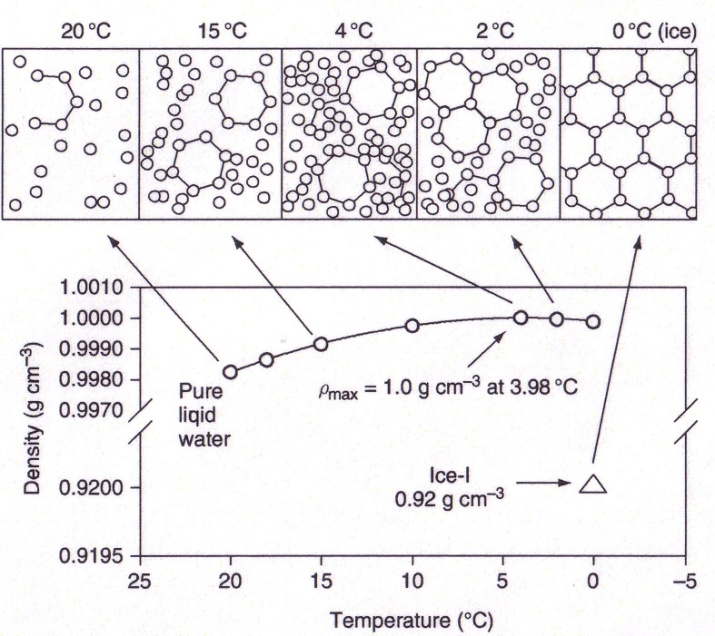 20 °C
15 °C
4 °C
2 °C
0 °C (ice)
1.0010
1.0000
0.9990
0.9980
0.9970
0.9200
0.9195
Density (g cm⁻³)
Pure
liqid
water
ρmax = 1.0 g cm⁻³ at 3.98 °C
Ice-I
0.92 g cm⁻³
25
20
15
10
5
0
–5
Temperature (°C)